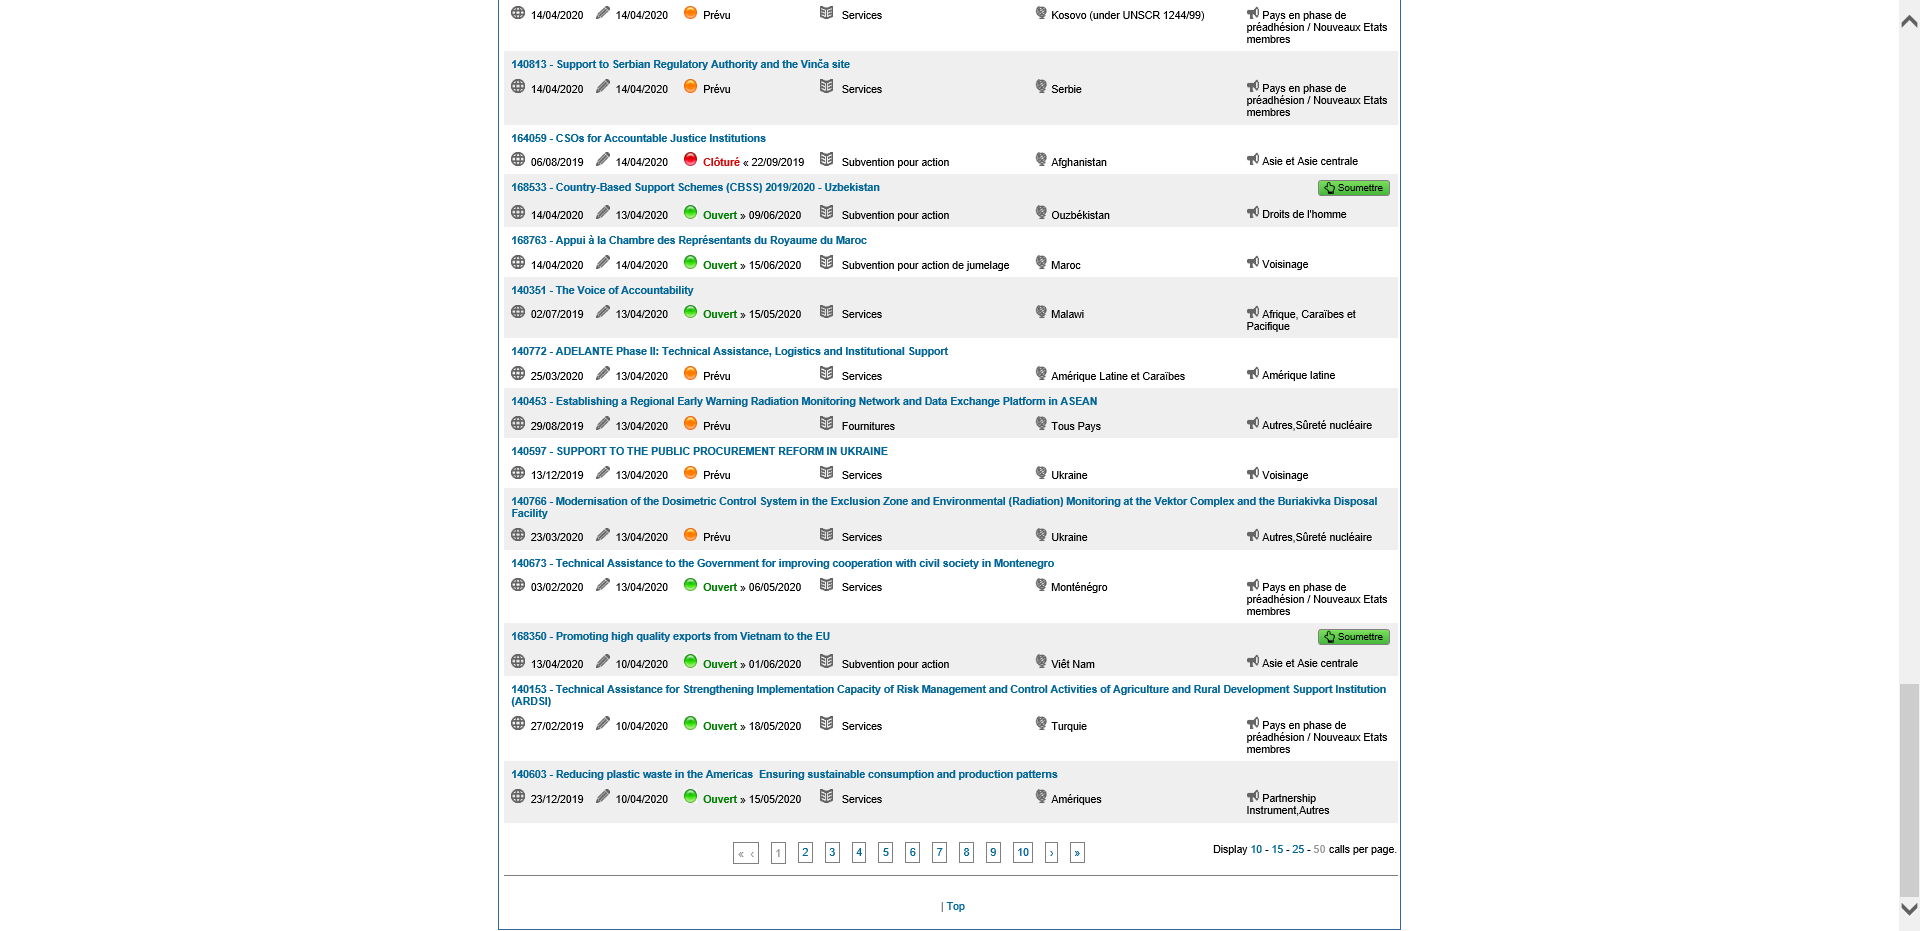 14/04/2020 14/04/2020 Prévu Services Kosovo (under UNSCR 1244/99) Pays en phase de
préadhésion / Nouveaux Etats
membres
140813 - Support to Serbian Regulatory Authority and the Vinča site
14/04/2020 14/04/2020 Prévu Services Serbie Pays en phase de
préadhésion / Nouveaux Etats
membres
164059 - CSOs for Accountable Justice Institutions
06/08/2019 14/04/2020 Clôturé « 22/09/2019 Subvention pour action Afghanistan Asie et Asie centrale
168533 - Country-Based Support Schemes (CBSS) 2019/2020 - Uzbekistan Soumettre
14/04/2020 13/04/2020 Ouvert » 09/06/2020 Subvention pour action Ouzbékistan Droits de l'homme
168763 - Appui à la Chambre des Représentants du Royaume du Maroc
14/04/2020 14/04/2020 Ouvert » 15/06/2020 Subvention pour action de jumelage Maroc Voisinage
140351 - The Voice of Accountability
02/07/2019 13/04/2020 Ouvert » 15/05/2020 Services Malawi Afrique, Caraïbes et
Pacifique
140772 - ADELANTE Phase II: Technical Assistance, Logistics and Institutional Support
25/03/2020 13/04/2020 Prévu Services Amérique Latine et Caraïbes Amérique latine
140453 - Establishing a Regional Early Warning Radiation Monitoring Network and Data Exchange Platform in ASEAN
29/08/2019 13/04/2020 Prévu Fournitures Tous Pays Autres,Sûreté nucléaire
140597 - SUPPORT TO THE PUBLIC PROCUREMENT REFORM IN UKRAINE
13/12/2019 13/04/2020 Prévu Services Ukraine Voisinage
140766 - Modernisation of the Dosimetric Control System in the Exclusion Zone and Environmental (Radiation) Monitoring at the Vektor Complex and the Buriakivka Disposal
Facility
23/03/2020 13/04/2020 Prévu Services Ukraine Autres,Sûreté nucléaire
140673 - Technical Assistance to the Government for improving cooperation with civil society in Montenegro
03/02/2020 13/04/2020 Ouvert » 06/05/2020 Services Monténégro Pays en phase de
préadhésion / Nouveaux Etats
membres
168350 - Promoting high quality exports from Vietnam to the EU Soumettre
13/04/2020 10/04/2020 Ouvert » 01/06/2020 Subvention pour action Viêt Nam Asie et Asie centrale
140153 - Technical Assistance for Strengthening Implementation Capacity of Risk Management and Control Activities of Agriculture and Rural Development Support Institution
(ARDSI)
27/02/2019 10/04/2020 Ouvert » 18/05/2020 Services Turquie Pays en phase de
préadhésion / Nouveaux Etats
membres
140603 - Reducing plastic waste in the Americas Ensuring sustainable consumption and production patterns
23/12/2019 10/04/2020 Ouvert » 15/05/2020 Services Amériques Partnership
Instrument,Autres
« ‹ 1 2 3 4 5 6 7 8 9 10 › » Display 10 - 15 - 25 - 50 calls per page.
| Top